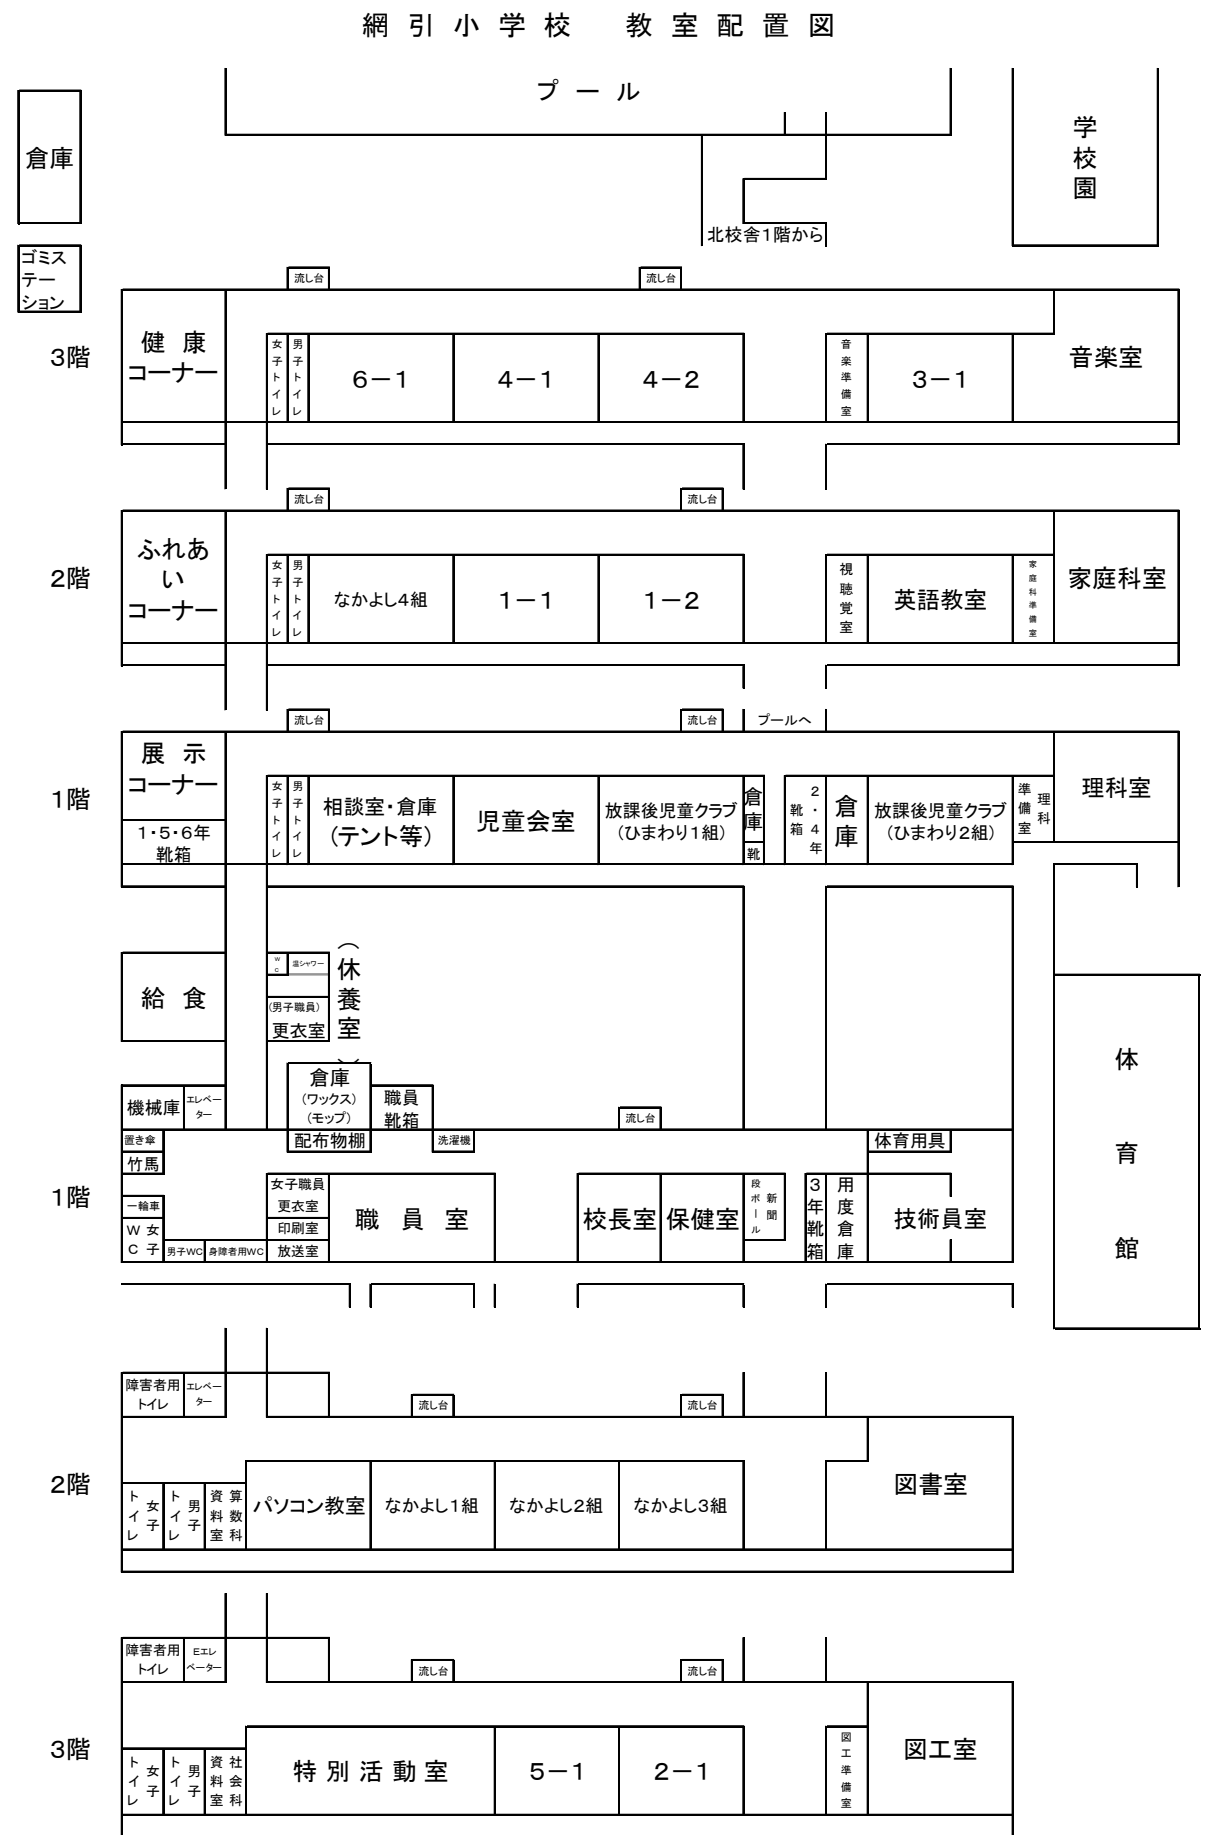 網引小学校　教室配置図
プール
倉庫
学校園
北校舎１階から
ゴミス
テー
ション
流し台
流し台
3階
健康
コーナー
女子トイレ
男子トイレ
6－1
4－1
4－2
音楽準備室
3－1
音楽室
流し台
流し台
2階
ふれあ
い
コーナー
女子トイレ
男子トイレ
なかよし4組
1－1
1－2
視聴覚室
英語教室
家庭科準備室
家庭科室
流し台
流し台
プールへ
1階
展示
コーナー
1・5・6年
靴箱
女子トイレ
男子トイレ
相談室・倉庫
(テント等)
児童会室
放課後児童クラブ
(ひまわり1組)
倉庫
靴
2・4年
靴箱
倉庫
放課後児童クラブ
(ひまわり2組)
理科
準備室
理科室
給食
WC
温シャワー
(男子職員)
更衣室
（休養室）
体育館
機械庫
エレベー
ター
倉庫
(ワックス)
(モップ)
職員
靴箱
流し台
置き傘
配布物棚
洗濯機
体育用具
竹馬
1階
一輪車
女子
WC
男子WC
身障者用WC
女子職員
更衣室
印刷室
放送室
職員室
校長室
保健室
新聞
段ボール
3年靴箱
用度倉庫
技術員室
障害者用
トイレ
エレベー
ター
流し台
流し台
2階
女子
トイレ
男子
トイレ
算数科
資料室
パソコン教室
なかよし1組
なかよし2組
なかよし3組
図書室
障害者用
トイレ
Eエレ
ベーター
流し台
流し台
3階
女子
トイレ
男子
トイレ
社会科
資料室
特別活動室
5－1
2－1
図工準備室
図工室